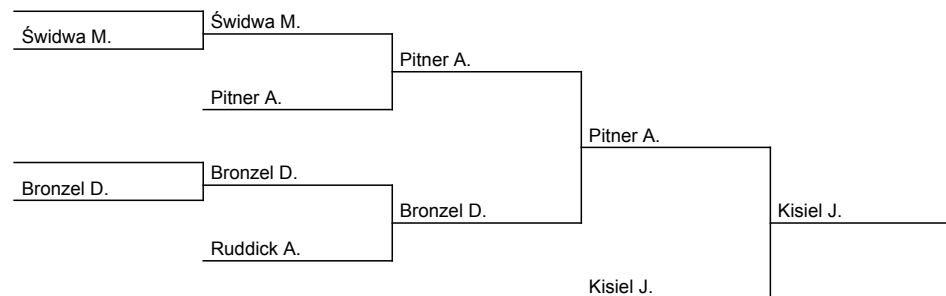 Świdwa M.
Świdwa M.
Pitner A.
Pitner A.
Pitner A.
Bronzel D.
Bronzel D.
Bronzel D.
Kisiel J.
Ruddick A.
Kisiel J.